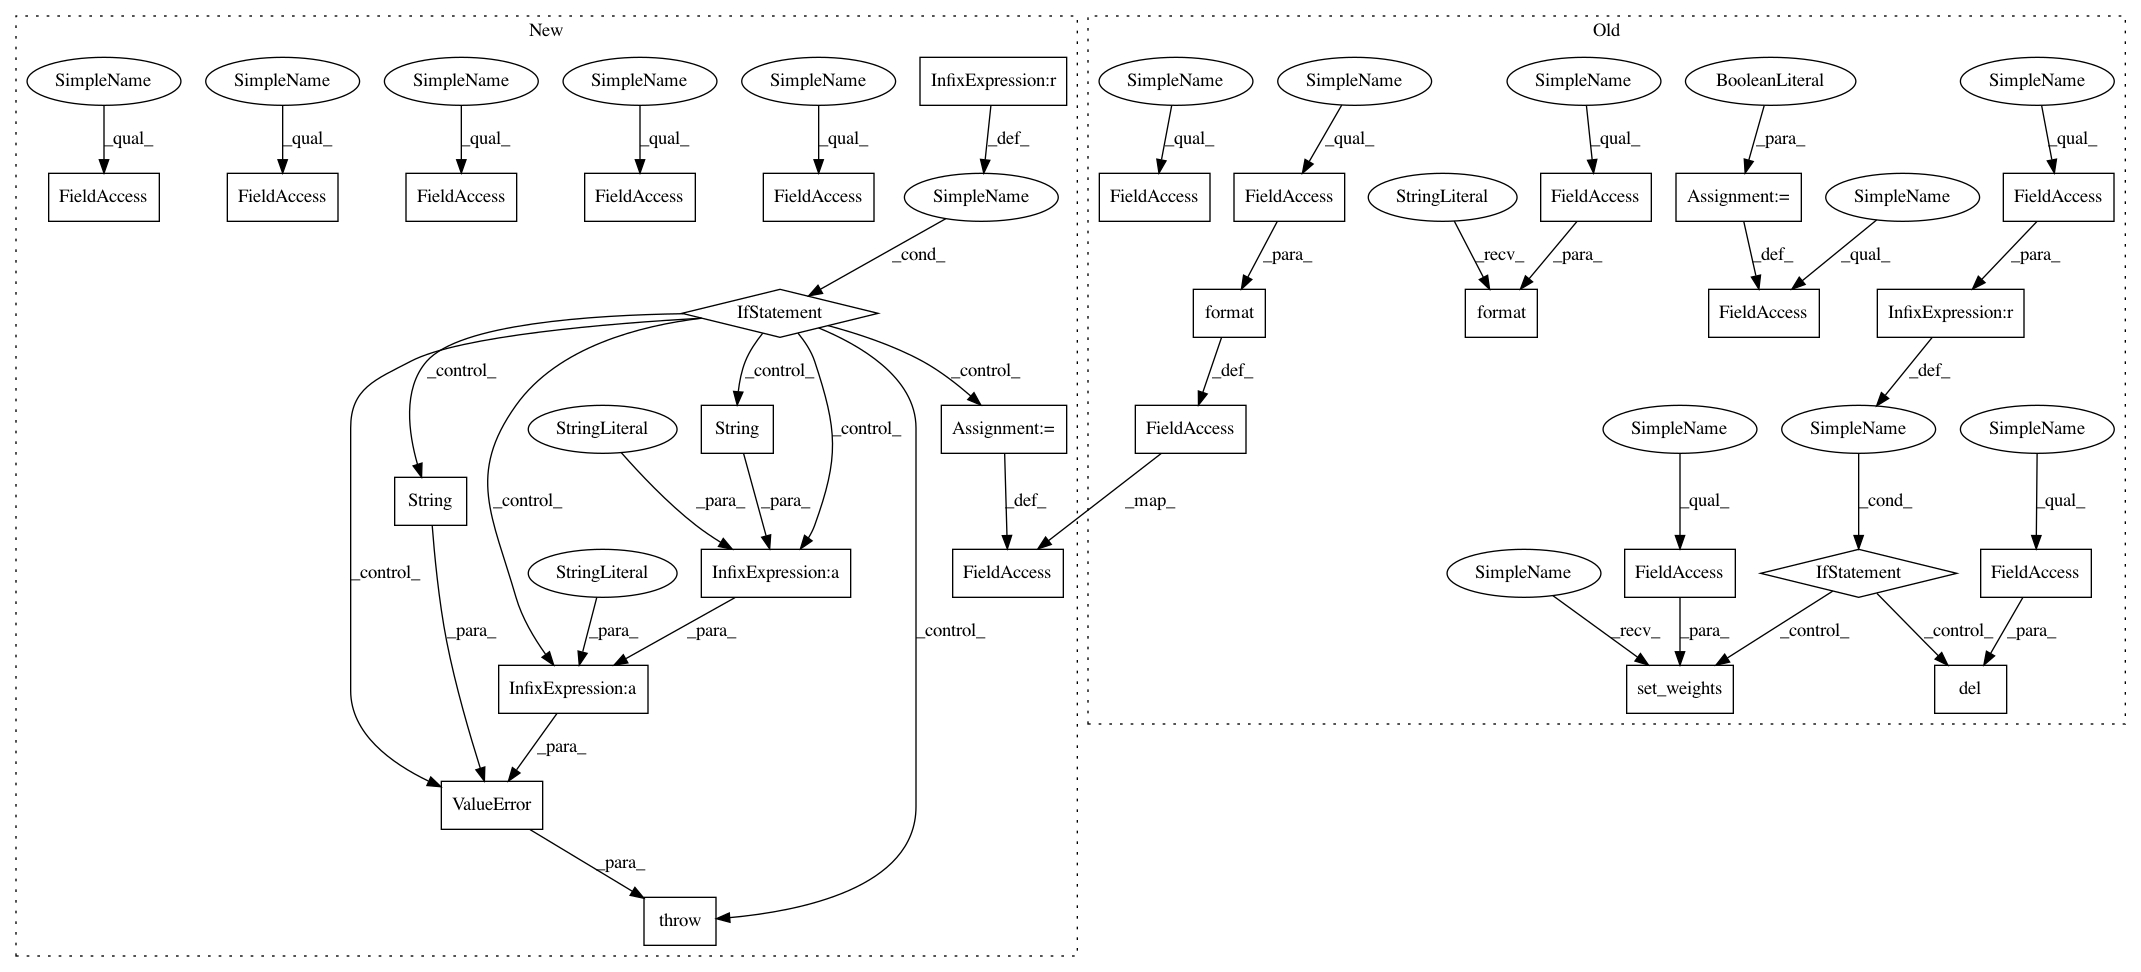 New
Old
SimpleName
SimpleName
SimpleName
SimpleName
SimpleName
InfixExpression:r
SimpleName
SimpleName
SimpleName
BooleanLiteral
SimpleName
_qual_
_qual_
_qual_
_qual_
_qual_
_def_
_qual_
_qual_
_qual_
_para_
_qual_
FieldAccess
FieldAccess
FieldAccess
FieldAccess
FieldAccess
SimpleName
FieldAccess
FieldAccess
StringLiteral
FieldAccess
Assignment:=
SimpleName
FieldAccess
_cond_
_para_
_recv_
_para_
_def_
_qual_
_para_
IfStatement
format
format
FieldAccess
InfixExpression:r
_control_
_control_
_control_
_def_
_def_
StringLiteral
String
_control_
Assignment:=
FieldAccess
SimpleName
SimpleName
SimpleName
String
_control_
_para_
_para_
_def_
_map_
_qual_
_cond_
_qual_
_control_
StringLiteral
InfixExpression:a
FieldAccess
SimpleName
FieldAccess
IfStatement
FieldAccess
_para_
_para_
_para_
_control_
_recv_
_para_
_control_
_control_
_para_
InfixExpression:a
set_weights
del
_para_
ValueError
_para_
throw